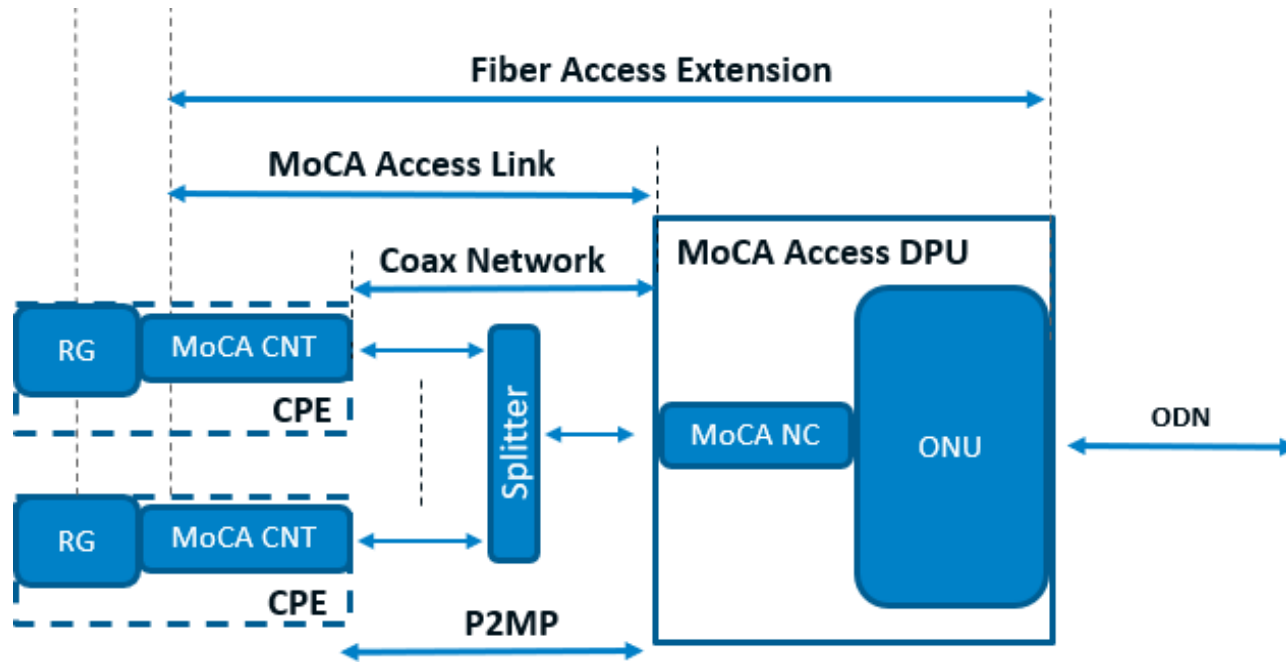 Fiber Access Extension
MoCA Access Link
Coax Network
MoCA Access DPU
RG
MoCA CNT
CPE
Splitter
MoCA NC
ONU
ODN
RG
MoCA CNT
CPE
P2MP